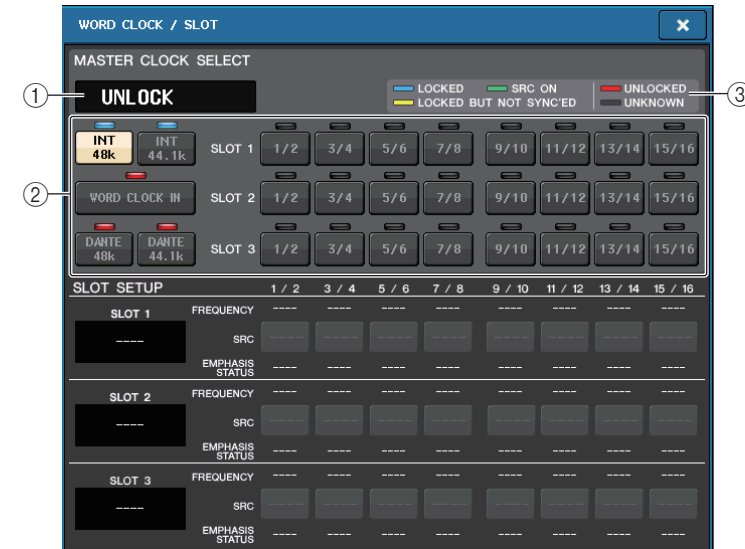 WORD CLOCK / SLOT ×
MASTER CLOCK SELECT
① UNLOCK
LOCKED SRC ON UNLOCKED ③
LOCKED BUT NOT SYNC'ED UNKNOWN
② INT 48k INT 44.1k SLOT 1 1/2 3/4 5/6 7/8 9/10 11/12 13/14 15/16
WORD CLOCK IN SLOT 2 1/2 3/4 5/6 7/8 9/10 11/12 13/14 15/16
DANTE 48k DANTE 44.1k SLOT 3 1/2 3/4 5/6 7/8 9/10 11/12 13/14 15/16
SLOT SETUP 1 / 2 3 / 4 5 / 6 7 / 8 9 / 10 11 / 12 13 / 14 15 / 16
SLOT 1 FREQUENCY ---- ---- ---- ---- ---- ---- ---- ----
---- SRC ---- ---- ---- ---- ---- ---- ---- ----
EMPHASIS STATUS ---- ---- ---- ---- ---- ---- ---- ----
SLOT 2 FREQUENCY ---- ---- ---- ---- ---- ---- ---- ----
---- SRC ---- ---- ---- ---- ---- ---- ---- ----
EMPHASIS STATUS ---- ---- ---- ---- ---- ---- ---- ----
SLOT 3 FREQUENCY ---- ---- ---- ---- ---- ---- ---- ----
---- SRC ---- ---- ---- ---- ---- ---- ---- ----
EMPHASIS STATUS ---- ---- ---- ---- ---- ---- ---- ----